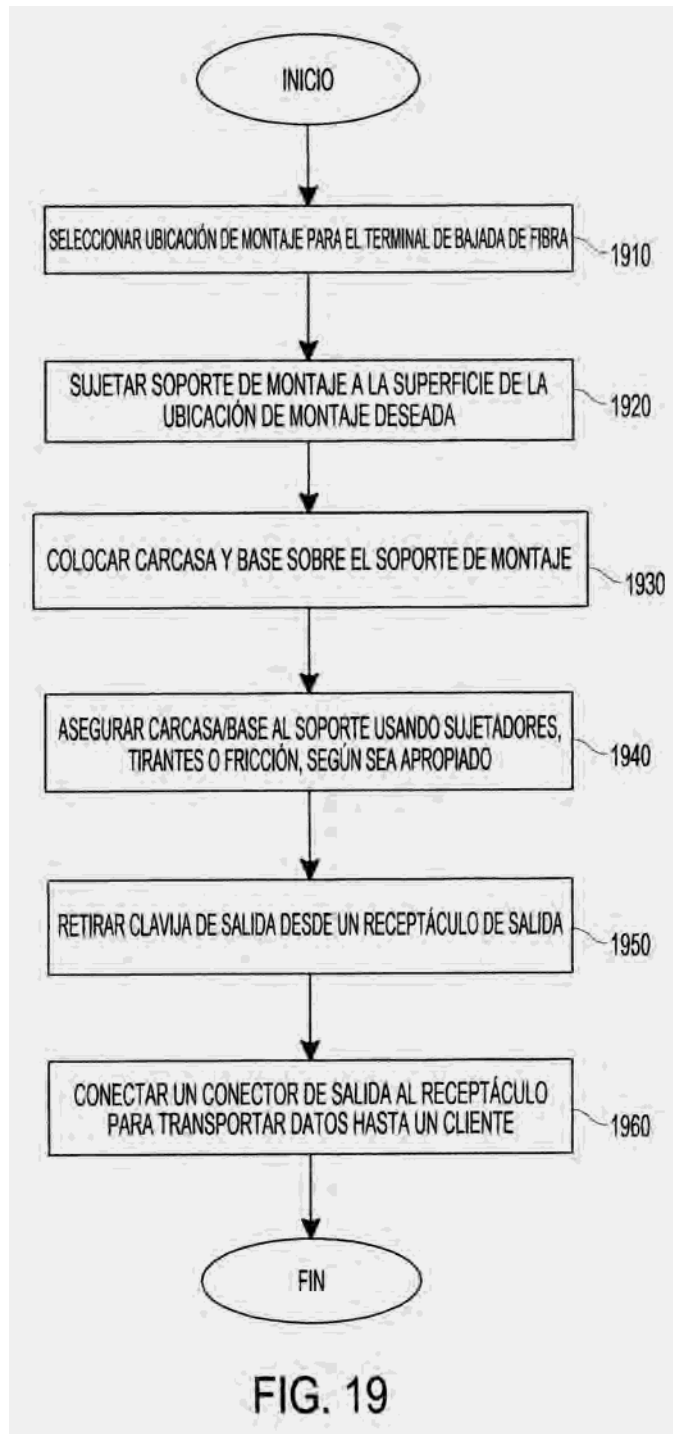 INICIO
SELECCIONAR UBICACIÓN DE MONTAJE PARA EL TERMINAL DE BAJADA DE FIBRA
1910
SUJETAR SOPORTE DE MONTAJE A LA SUPERFICIE DE LA
UBICACIÓN DE MONTAJE DESEADA
1920
COLOCAR CARCASA Y BASE SOBRE EL SOPORTE DE MONTAJE
1930
ASEGURAR CARCASA/BASE AL SOPORTE USANDO SUJETADORES,
TIRANTES O FRICCIÓN, SEGÚN SEA APROPIADO
1940
RETIRAR CLAVIJA DE SALIDA DESDE UN RECEPTÁCULO DE SALIDA
1950
CONECTAR UN CONECTOR DE SALIDA AL RECEPTÁCULO
PARA TRANSPORTAR DATOS HASTA UN CLIENTE
1960
FIN
FIG. 19